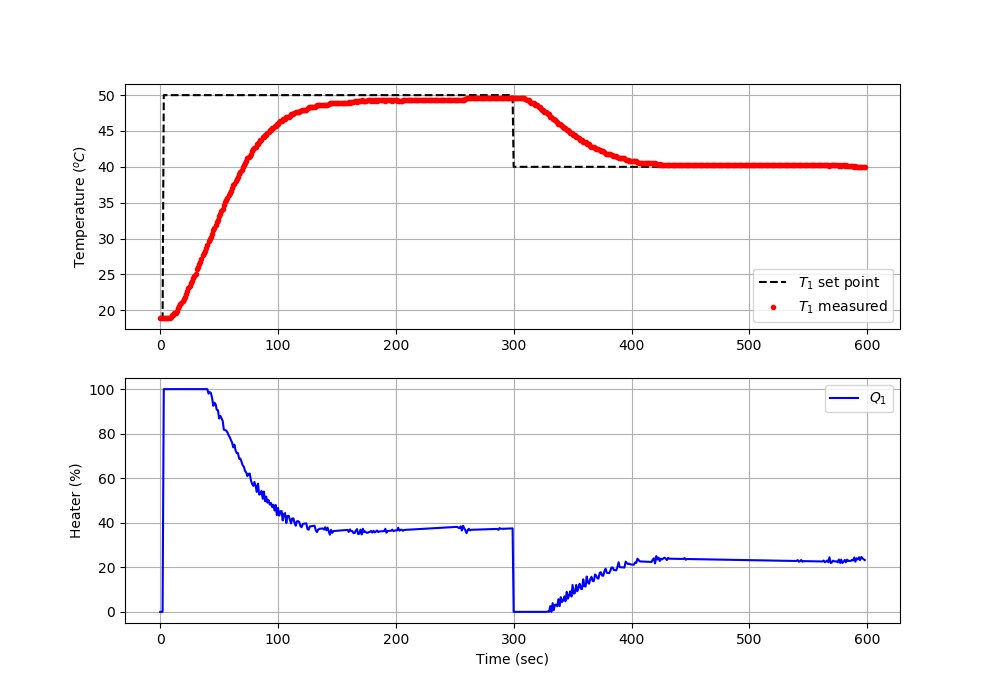 50
45
40
35
30
25
20
Temperature (°C)
T₁ set point
T₁ measured
0 100 200 300 400 500 600
100
80
60
40
20
0
Heater (%)
Q₁
0 100 200 300 400 500 600
Time (sec)